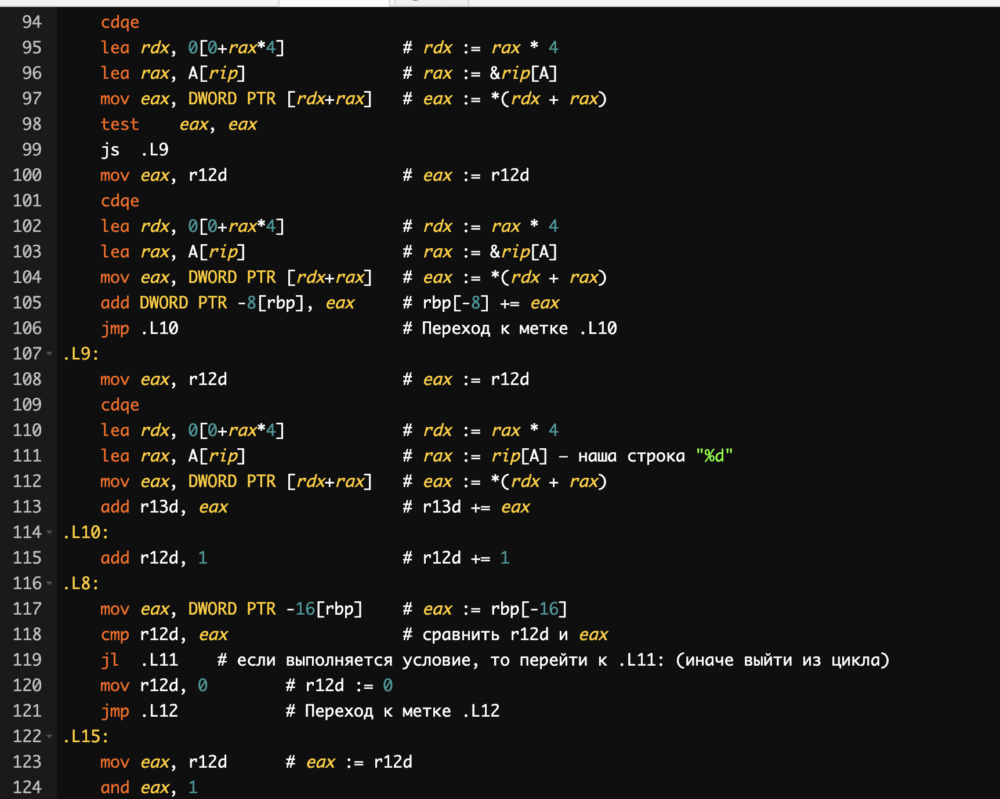 94 cdqe
95 lea rdx, 0[0+rax*4] # rdx := rax * 4
96 lea rax, A[rip] # rax := &rip[A]
97 mov eax, DWORD PTR [rdx+rax] # eax := *(rdx + rax)
98 test eax, eax
99 js .L9
100 mov eax, r12d # eax := r12d
101 cdqe
102 lea rdx, 0[0+rax*4] # rdx := rax * 4
103 lea rax, A[rip] # rax := &rip[A]
104 mov eax, DWORD PTR [rdx+rax] # eax := *(rdx + rax)
105 add DWORD PTR -8[rbp], eax # rbp[-8] += eax
106 jmp .L10 # Переход к метке .L10
107 .L9:
108 mov eax, r12d # eax := r12d
109 cdqe
110 lea rdx, 0[0+rax*4] # rdx := rax * 4
111 lea rax, A[rip] # rax := rip[A] — наша строка "%d"
112 mov eax, DWORD PTR [rdx+rax] # eax := *(rdx + rax)
113 add r13d, eax # r13d += eax
114 .L10:
115 add r12d, 1 # r12d += 1
116 .L8:
117 mov eax, DWORD PTR -16[rbp] # eax := rbp[-16]
118 cmp r12d, eax # сравнить r12d и eax
119 jl .L11 # если выполняется условие, то перейти к .L11: (иначе выйти из цикла)
120 mov r12d, 0 # r12d := 0
121 jmp .L12 # Переход к метке .L12
122 .L15:
123 mov eax, r12d # eax := r12d
124 and eax, 1